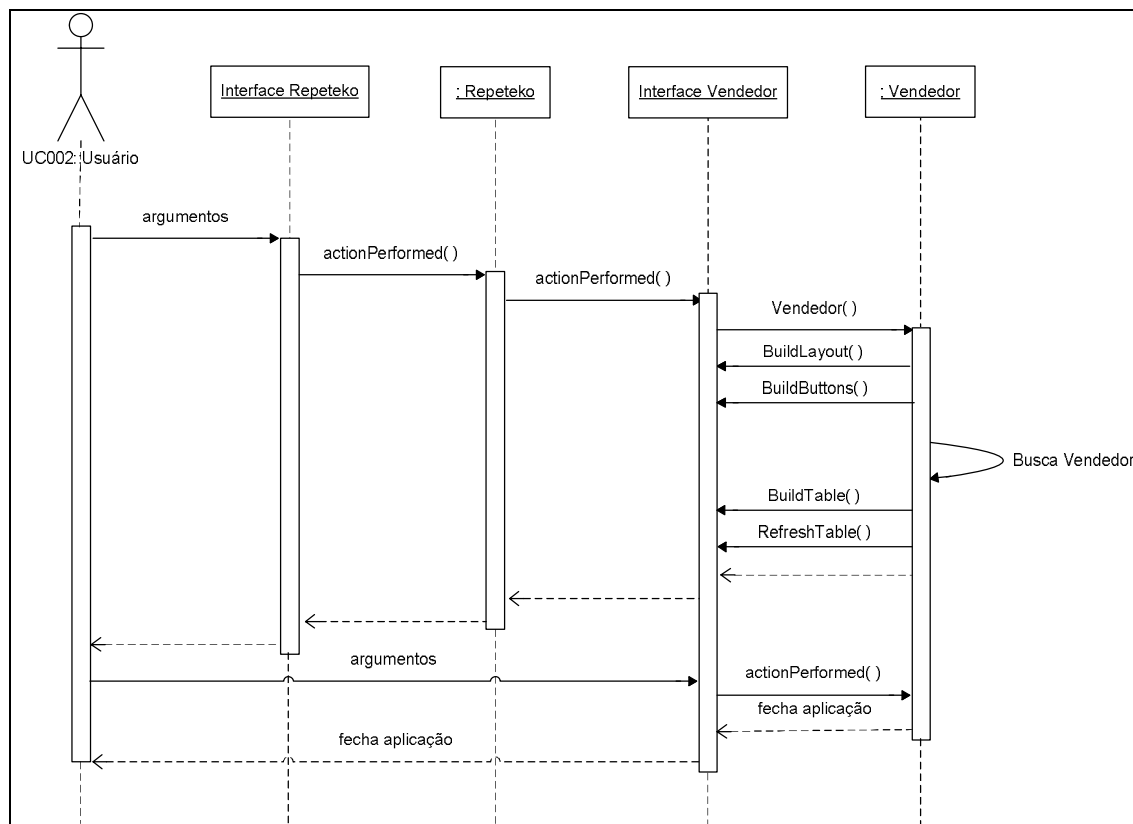 Interface Repeteko
: Repeteko
Interface Vendedor
: Vendedor
UC002: Usuário
argumentos
actionPerformed( )
actionPerformed( )
Vendedor( )
BuildLayout( )
BuildButtons( )
Busca Vendedor
BuildTable( )
RefreshTable( )
argumentos
actionPerformed( )
fecha aplicação
fecha aplicação